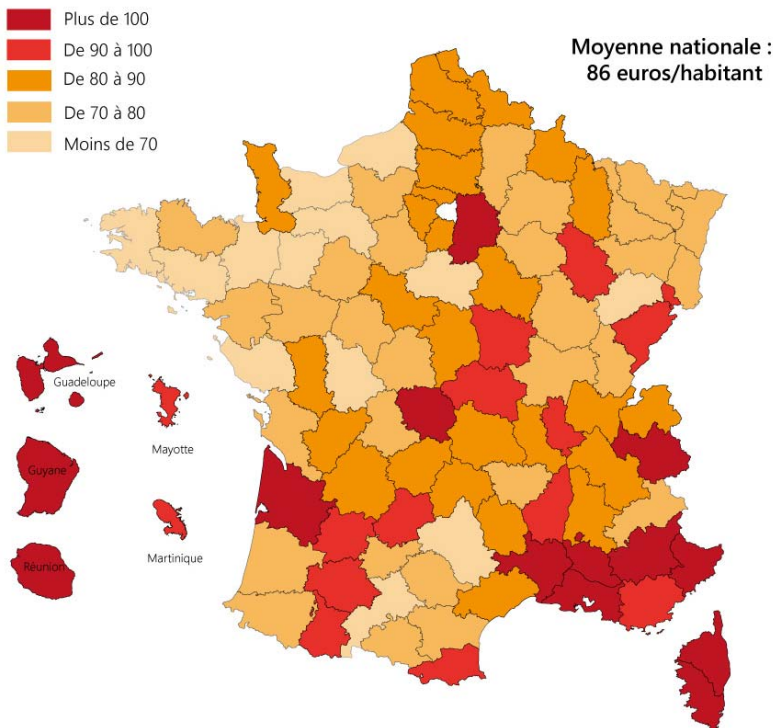 Plus de 100
De 90 à 100
De 80 à 90
De 70 à 80
Moins de 70
Moyenne nationale :
86 euros/habitant
Guadeloupe
Mayotte
Guyane
Martinique
Réunion